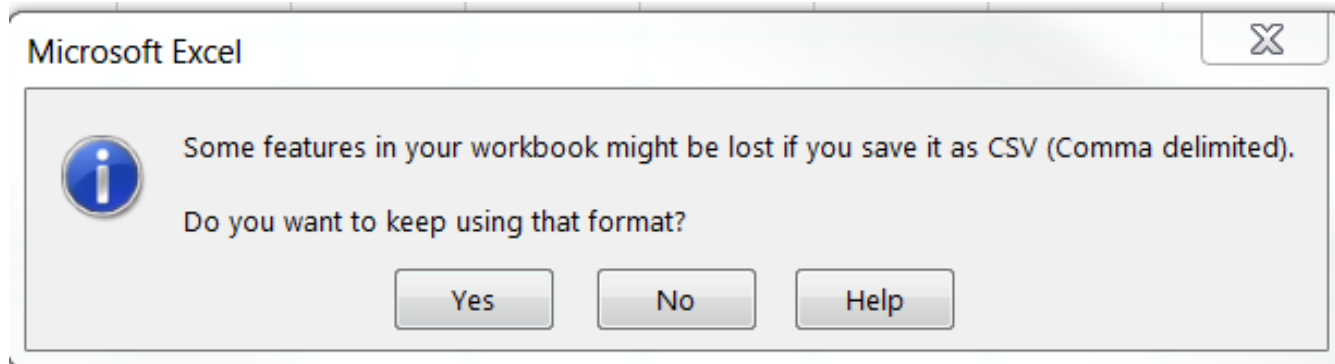 Microsoft Excel
Some features in your workbook might be lost if you save it as CSV (Comma delimited).
Do you want to keep using that format?
Yes No Help